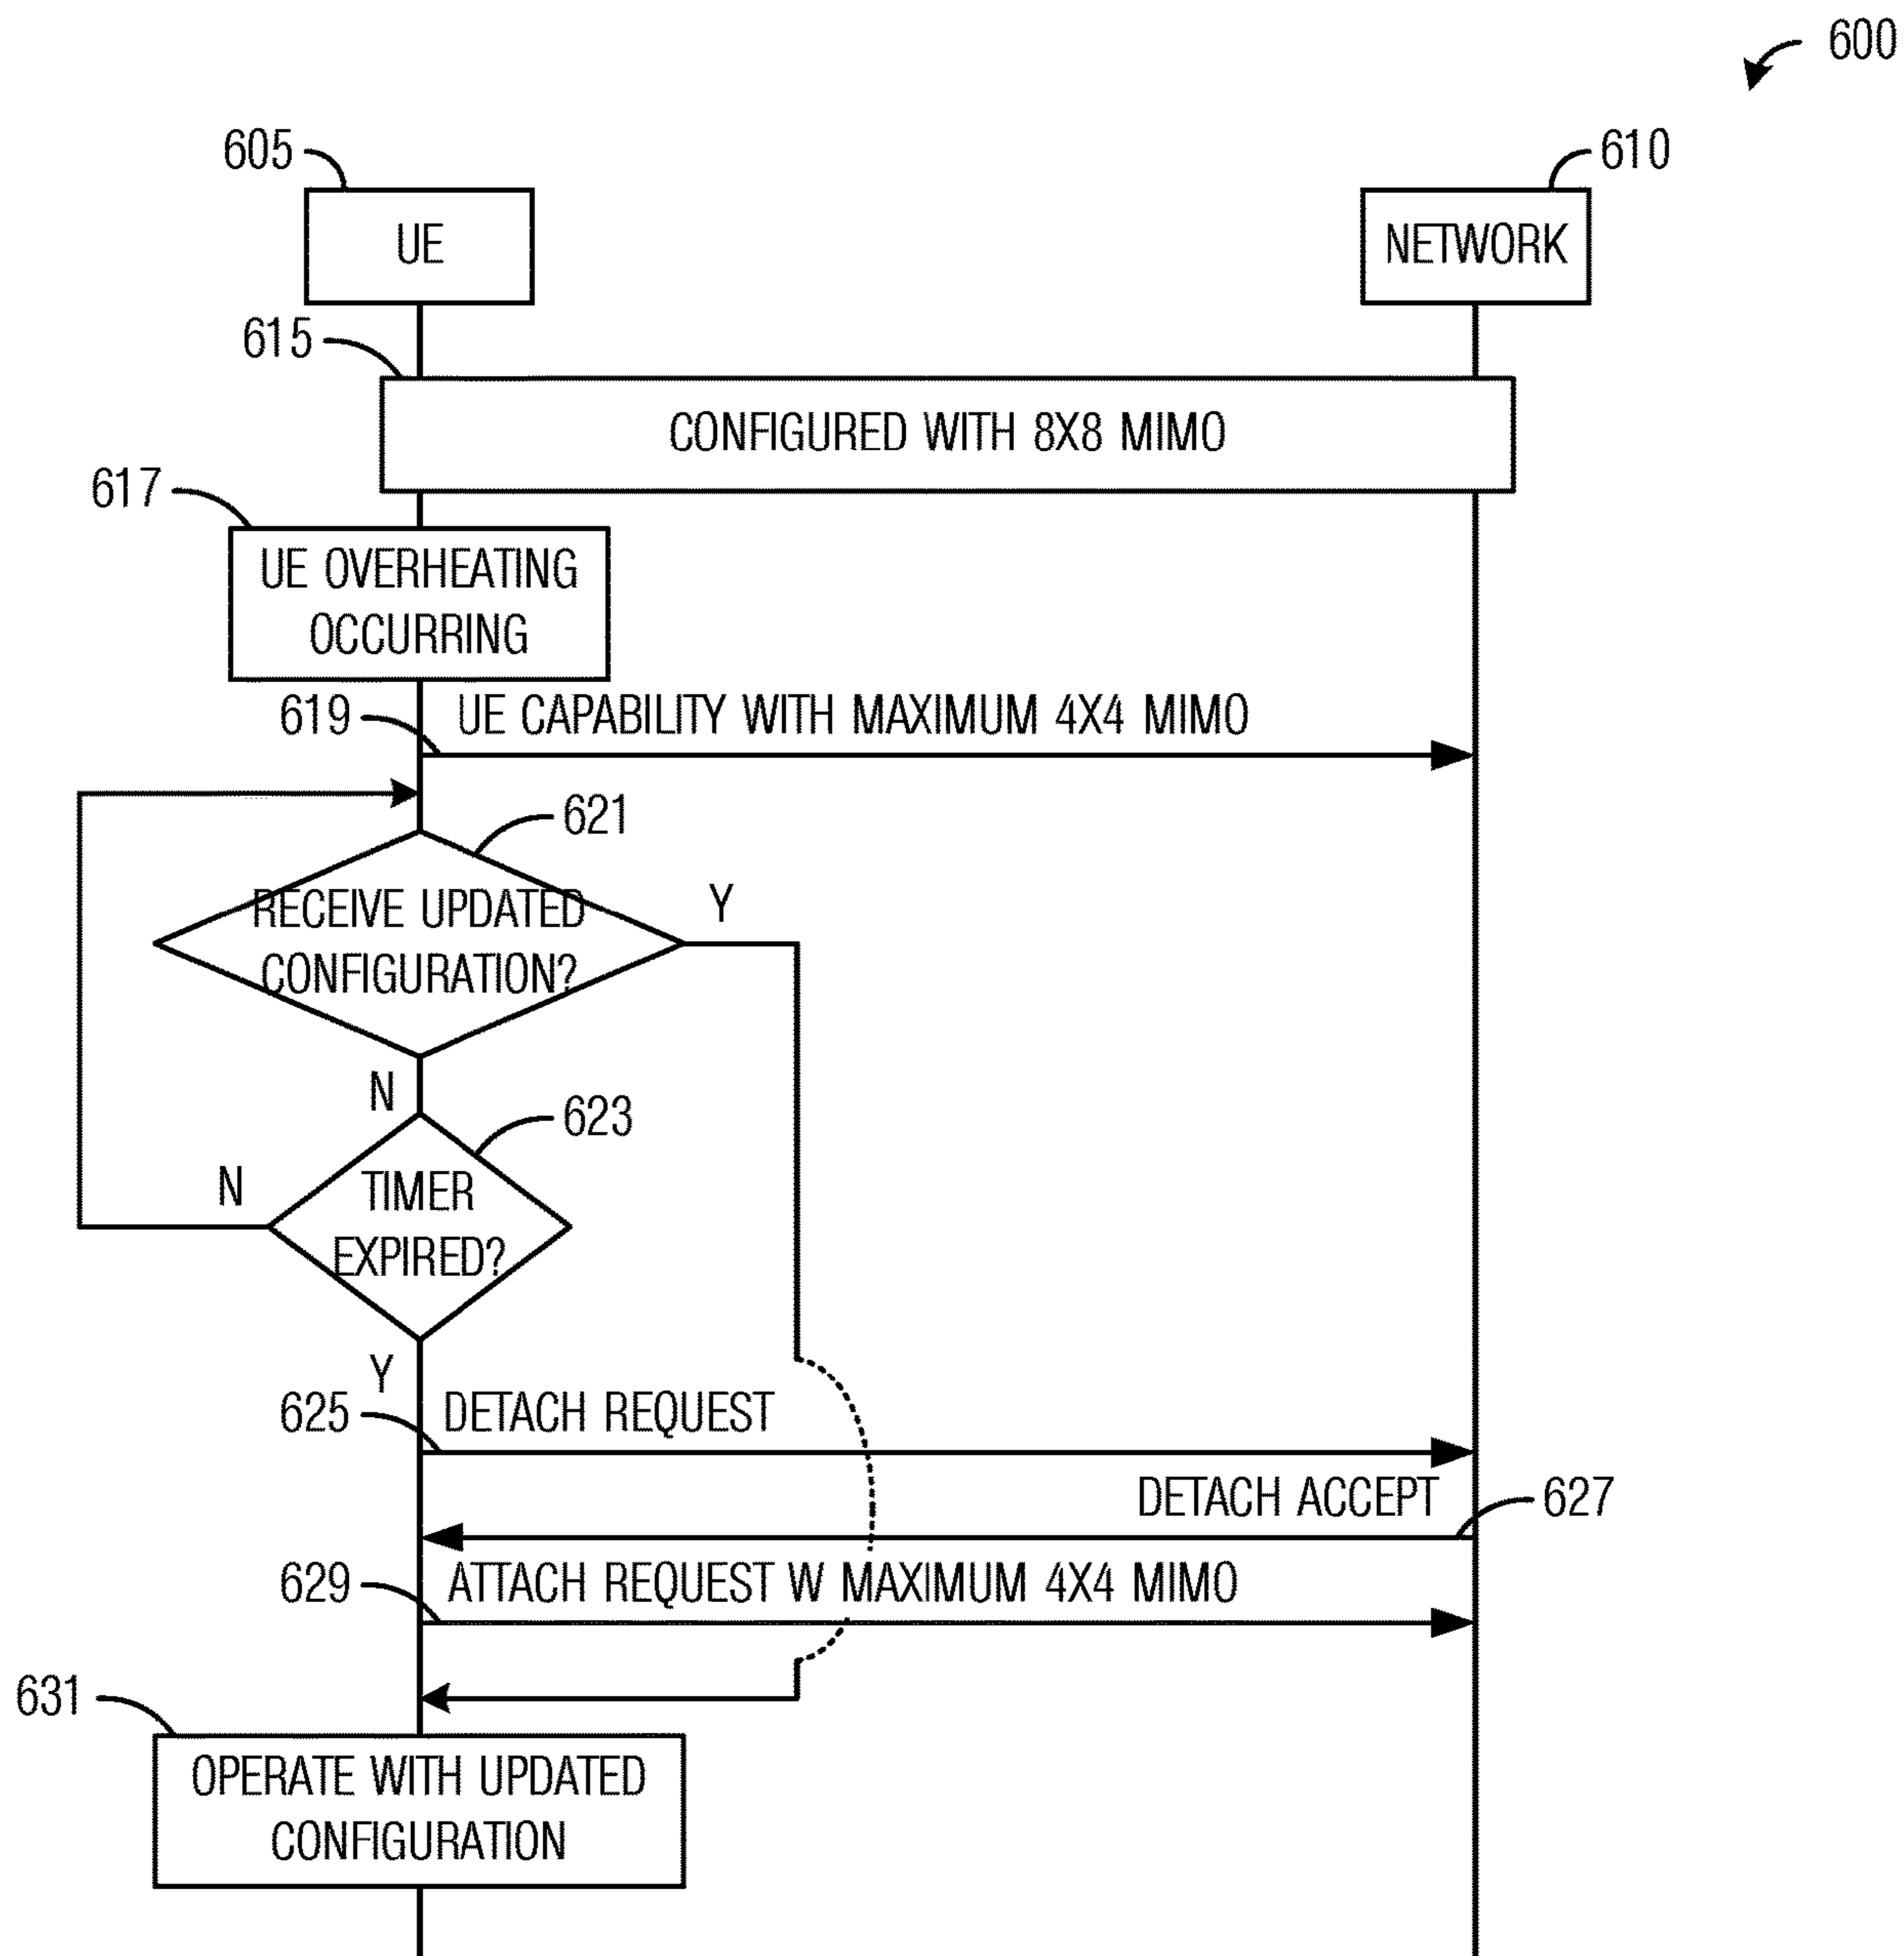 600
605
610
UE
NETWORK
615
CONFIGURED WITH 8X8 MIMO
617
UE OVERHEATING
OCCURRING
619
UE CAPABILITY WITH MAXIMUM 4X4 MIMO
621
RECEIVE UPDATED
CONFIGURATION?
Y
N
623
TIMER
EXPIRED?
N
Y
625
DETACH REQUEST
DETACH ACCEPT
627
629
ATTACH REQUEST W MAXIMUM 4X4 MIMO
631
OPERATE WITH UPDATED
CONFIGURATION